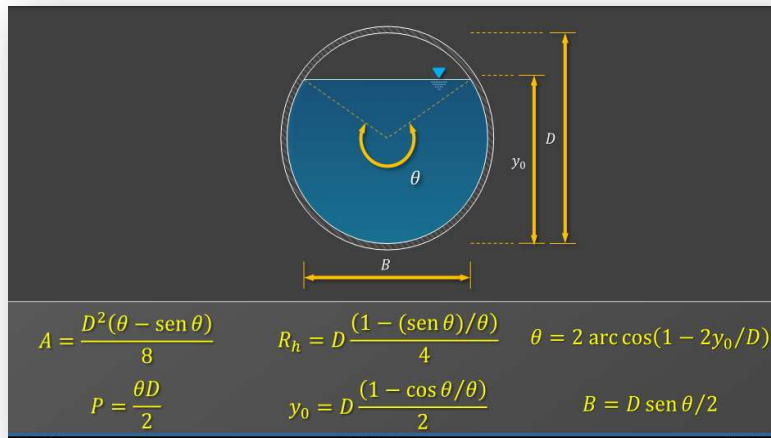 D
y₀
θ
B
A = D²(θ − sen θ)/8
R_h = D (1 − (sen θ)/θ)/4
θ = 2 arc cos(1 − 2y₀/D)
P = θD/2
y₀ = D (1 − cos θ/θ)/2
B = D sen θ/2